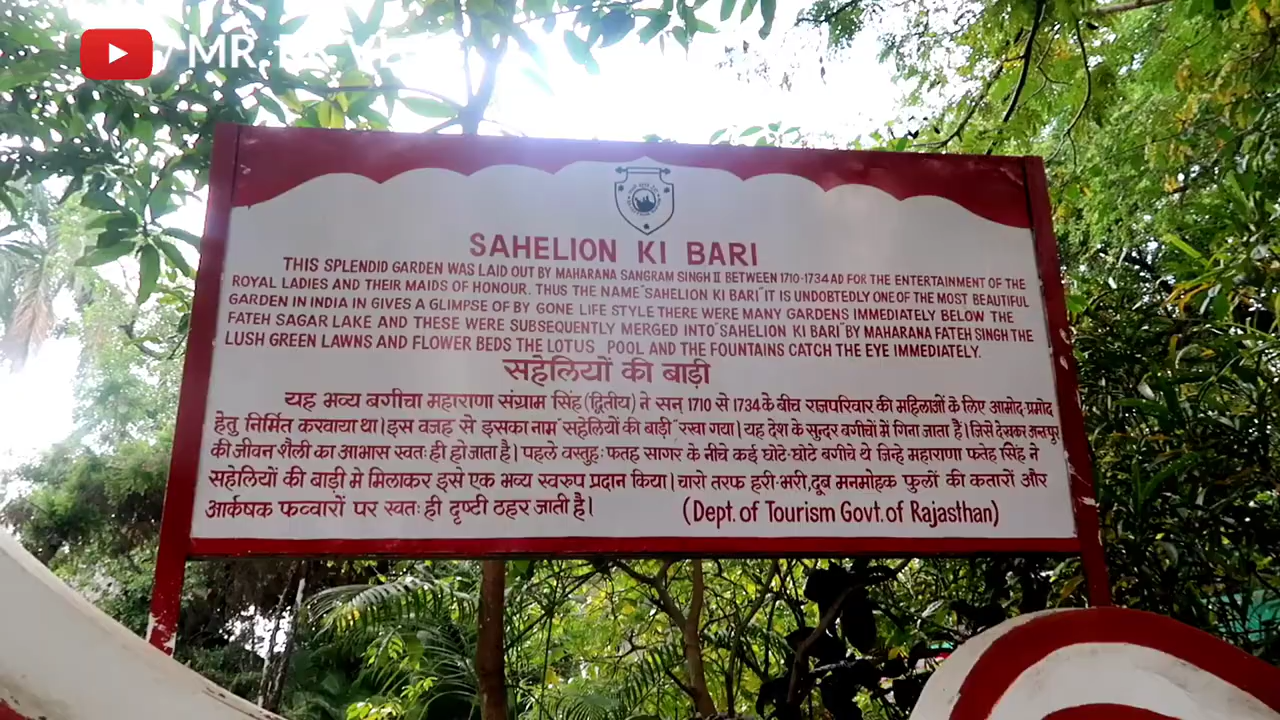 /MR.
SAHELION KI BARI
THIS SPLENDID GARDEN WAS LAID OUT BY MAHARANA SANGRAM SINGH II BETWEEN 1710-1734 AD FOR THE ENTERTAINMENT OF THE
ROYAL LADIES AND THEIR MAIDS OF HONOUR. THUS THE NAME "SAHELION KI BARI" IT IS UNDOBTEDLY ONE OF THE MOST BEAUTIFUL
GARDEN IN INDIA IN GIVES A GLIMPSE OF BY GONE LIFE STYLE THERE WERE MANY GARDENS IMMEDIATELY BELOW THE
FATEH SAGAR LAKE AND THESE WERE SUBSEQUENTLY MERGED INTO "SAHELION KI BARI" BY MAHARANA FATEH SINGH THE
LUSH GREEN LAWNS AND FLOWER BEDS THE LOTUS POOL AND THE FOUNTAINS CATCH THE EYE IMMEDIATELY.
सहेलियों की बाड़ी
यह भव्य बगीचा महाराणा संग्राम सिंह (द्वितीय) ने सन् 1710 से 1734 के बीच राजपरिवार की महिलाओं के लिए आमोद-प्रमोद
हेतु निर्मित करवाया था। इस वजह से इसका नाम "सहेलियों की बाड़ी" रखा गया। यह देश के सुन्दर बगीचों में गिना जाता हैं। जिसे देखकर अन्तपुर
की जीवन शैली का आभास स्वतः ही हो जाता है। पहले वस्तुहः फतह सागर के नीचे कई घोटे-घोटे बगीचे थे जिन्हे महाराणा फतेह सिंह ने
सहेलियों की बाड़ी मे मिलाकर इसे एक भव्य स्वरुप प्रदान किया। चारो तरफ हरी-भरी, दूब मनमोहक फुलों की कतारों और
आर्कषक फव्वारों पर स्वतः ही दृष्टी ठहर जाती है। (Dept. of Tourism Govt. of Rajasthan)